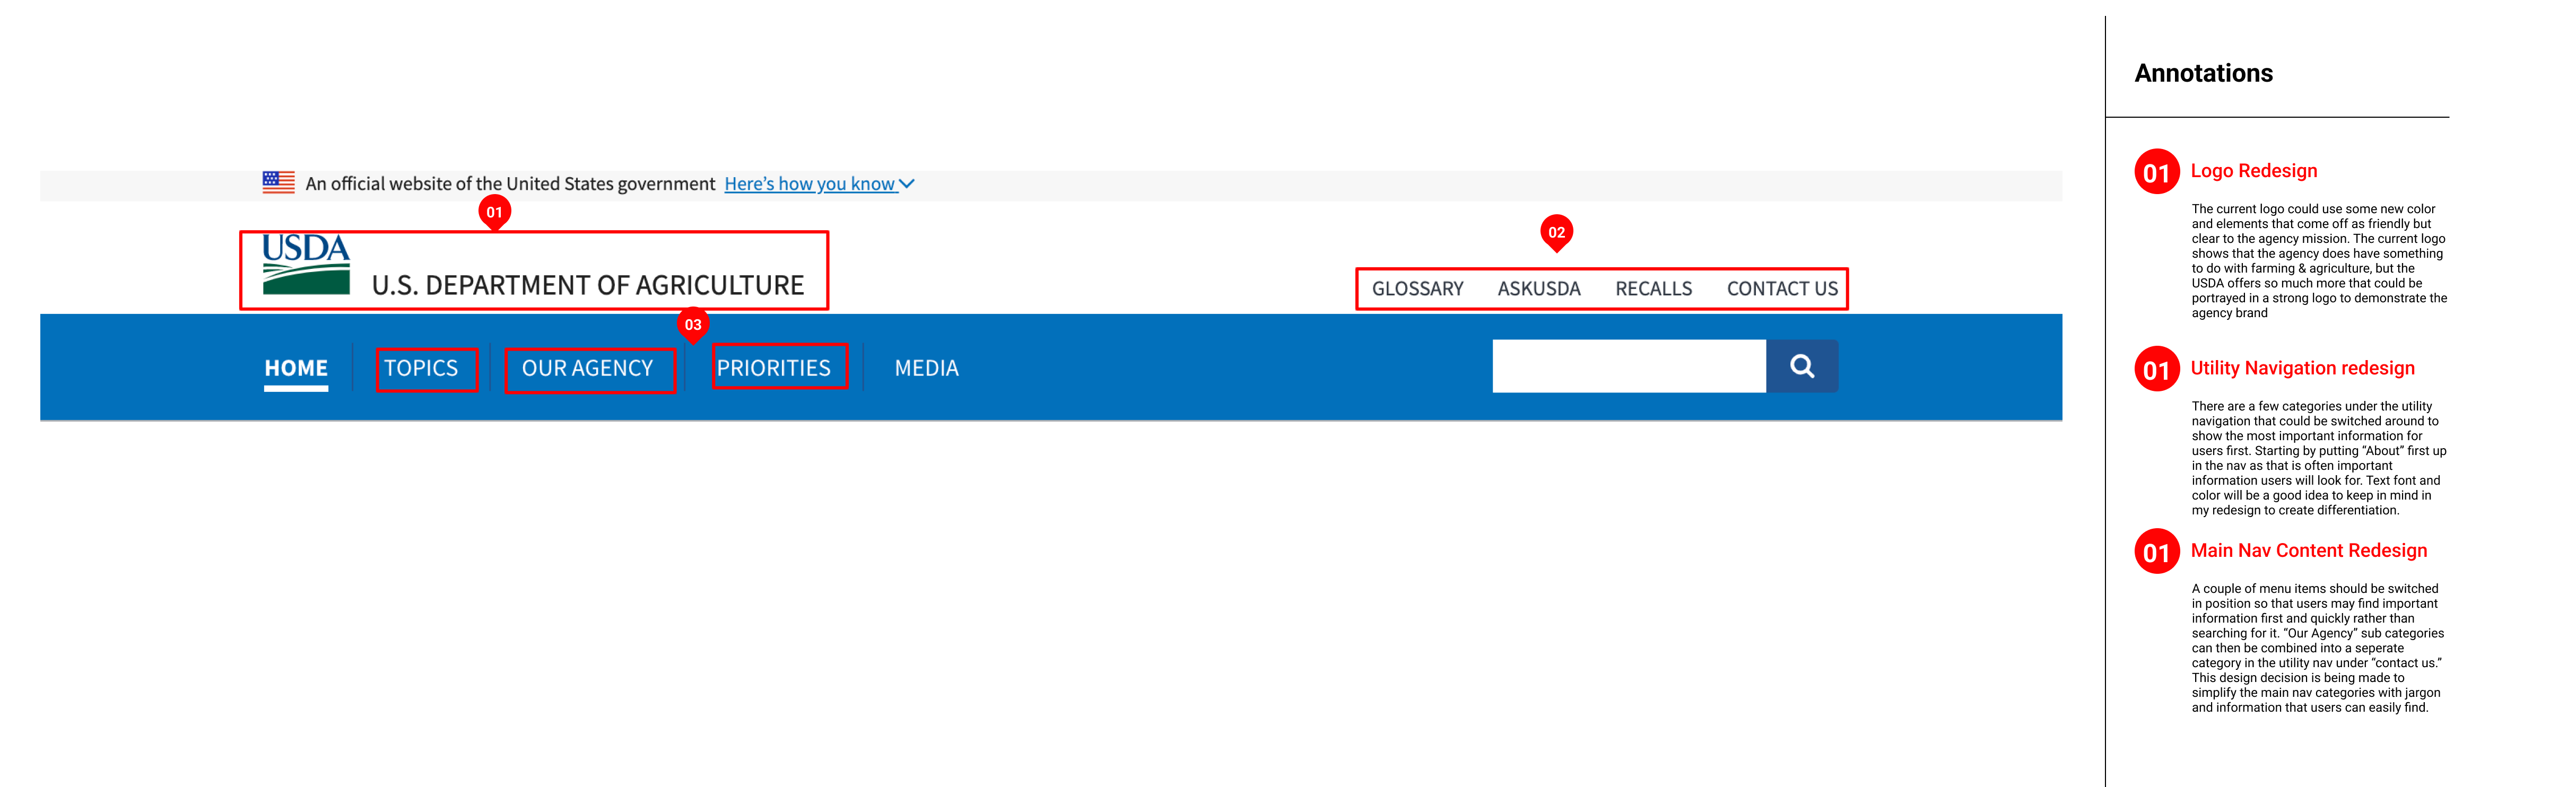 An official website of the United States government Here's how you know
01
USDA
U.S. DEPARTMENT OF AGRICULTURE
02
GLOSSARY ASKUSDA RECALLS CONTACT US
03
HOME TOPICS OUR AGENCY PRIORITIES MEDIA
Annotations
01 Logo Redesign
The current logo could use some new color
and elements that come off as friendly but
clear to the agency mission. The current logo
shows that the agency does have something
to do with farming & agriculture, but the
USDA offers so much more that could be
portrayed in a strong logo to demonstrate the
agency brand
01 Utility Navigation redesign
There are a few categories under the utility
navigation that could be switched around to
show the most important information for
users first. Starting by putting “About” first up
in the nav as that is often important
information users will look for. Text font and
color will be a good idea to keep in mind in
my redesign to create differentiation.
01 Main Nav Content Redesign
A couple of menu items should be switched
in position so that users may find important
information first and quickly rather than
searching for it. “Our Agency” sub categories
can then be combined into a seperate
category in the utility nav under “contact us.”
This design decision is being made to
simplify the main nav categories with jargon
and information that users can easily find.